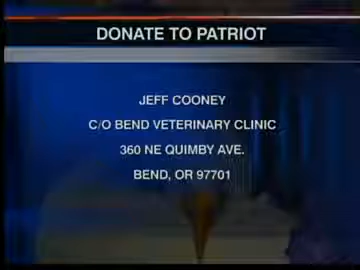 DONATE TO PATRIOT
JEFF COONEY
C/O BEND VETERINARY CLINIC
360 NE QUIMBY AVE.
BEND, OR 97701